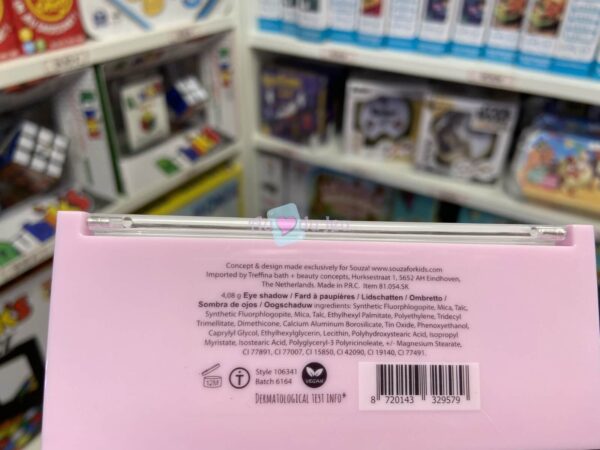 Concept & design made exclusively for Souza! www.souzaforkids.com
Imported by Treffina bath + beauty concepts, Hurksestraat 1, 5652 AH Eindhoven,
The Netherlands. Made in P.R.C. Item 81.054.SK
4,08 g Eye shadow / Fard à paupières / Lidschatten / Ombretto /
Sombra de ojos / Oogschaduw ingredients: Synthetic Fluorphlogopite, Mica, Talc,
Synthetic Fluorphlogopite, Mica, Talc, Ethylhexyl Palmitate, Polyethylene, Tridecyl
Trimellitate, Dimethicone, Calcium Aluminum Borosilicate, Tin Oxide, Phenoxyethanol,
Caprylyl Glycol, Ethylhexylglycerin, Lecithin, Polyhydroxystearic Acid, isopropyl
Myristate, Isostearic Acid, Polyglyceryl-3 Polyricinoleate, +/- Magnesium Stearate,
CI 77891, CI 77007, CI 15850, CI 42090, CI 19140, CI 77491.
12M
Style 106341
Batch 6164
VEGAN
DERMATOLOGICAL TEST INFO*
8 720143 329579